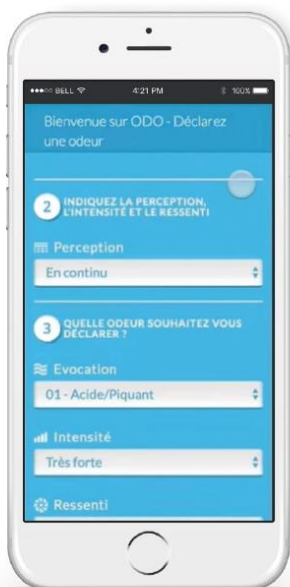 BELL 4:21 PM 100%
Bienvenue sur ODO - Déclarez
une odeur
2 INDIQUEZ LA PERCEPTION,
L'INTENSITÉ ET LE RESSENTI
Perception
En continu
3 QUELLE ODEUR SOUHAITEZ VOUS
DÉCLARER ?
Evocation
01 - Acide/Piquant
Intensité
Très forte
Ressenti